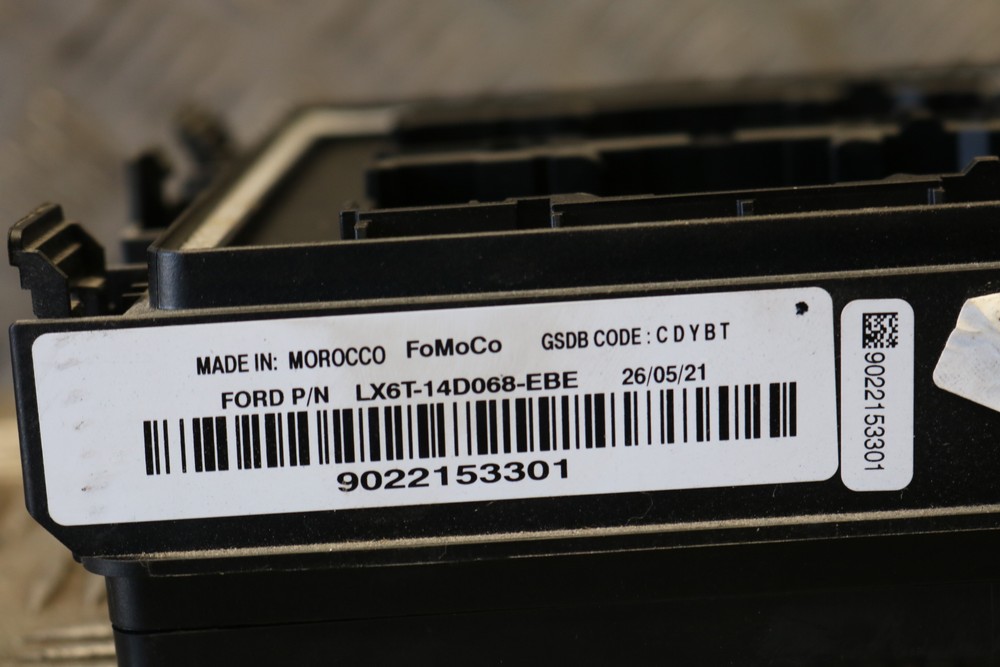 MADE IN: MOROCCO FoMoCo GSDB CODE : C D Y B T
FORD P/N LX6T-14D068-EBE 26/05/21
9022153301
9022153301